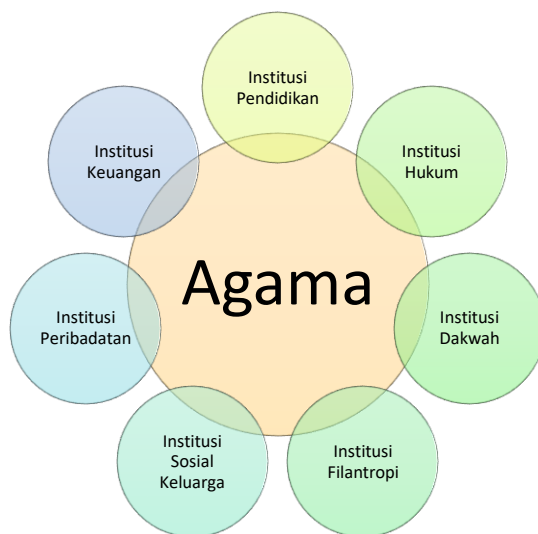 Institusi
Pendidikan
Institusi
Hukum
Institusi
Dakwah
Institusi
Filantropi
Institusi
Sosial
Keluarga
Institusi
Peribadatan
Institusi
Keuangan
Agama